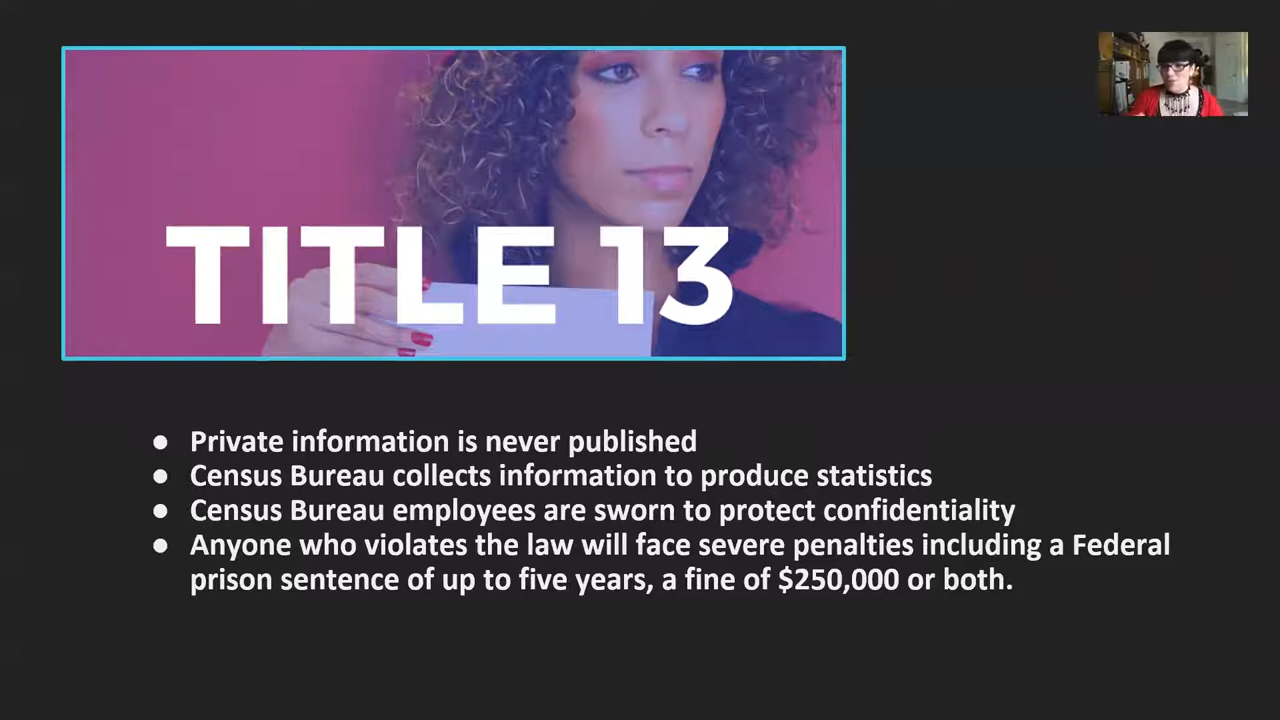 TITLE 13
● Private information is never published
● Census Bureau collects information to produce statistics
● Census Bureau employees are sworn to protect confidentiality
● Anyone who violates the law will face severe penalties including a Federal
prison sentence of up to five years, a fine of $250,000 or both.